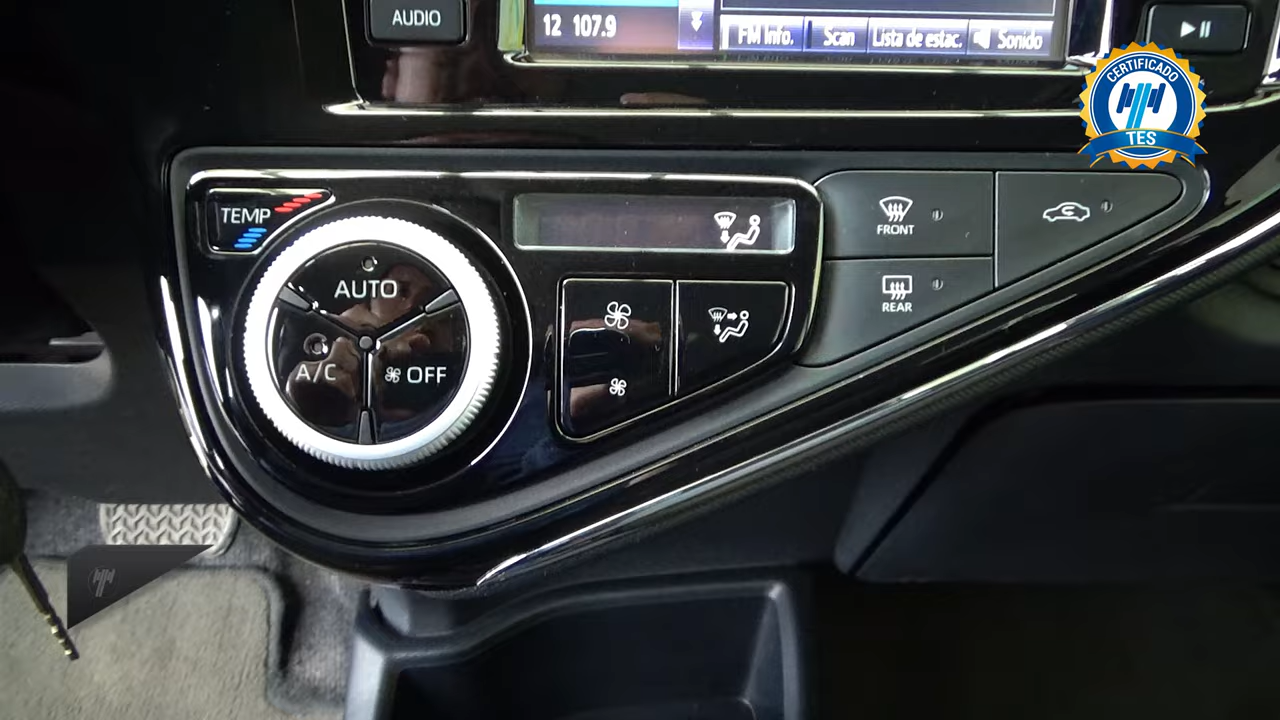 AUDIO
12 107.9
FM Info.
Scan
Lista de estac.
Sonido
CERTIFICADO
TES
TEMP
AUTO
A/C
OFF
FRONT
REAR